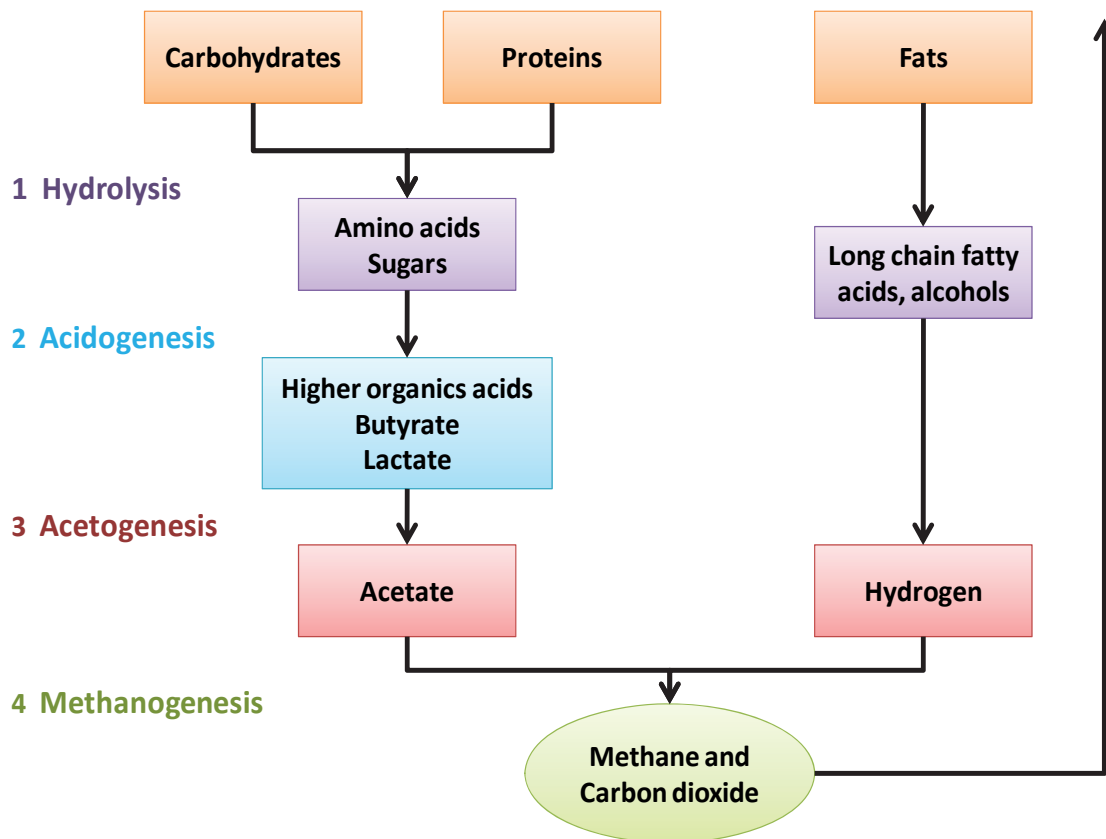 Carbohydrates
Proteins
Fats
1 Hydrolysis
Amino acids
Sugars
Long chain fatty
acids, alcohols
2 Acidogenesis
Higher organics acids
Butyrate
Lactate
3 Acetogenesis
Acetate
Hydrogen
4 Methanogenesis
Methane and
Carbon dioxide